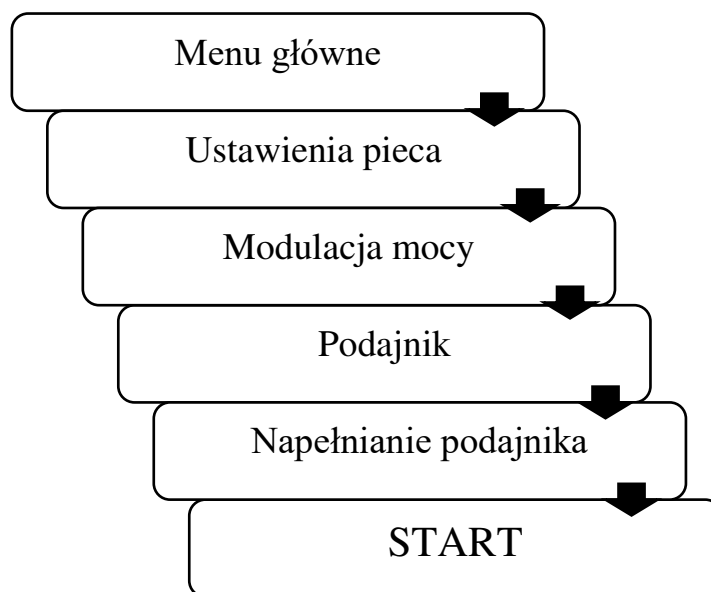 Menu główne
Ustawienia pieca
Modulacja mocy
Podajnik
Napełnianie podajnika
START